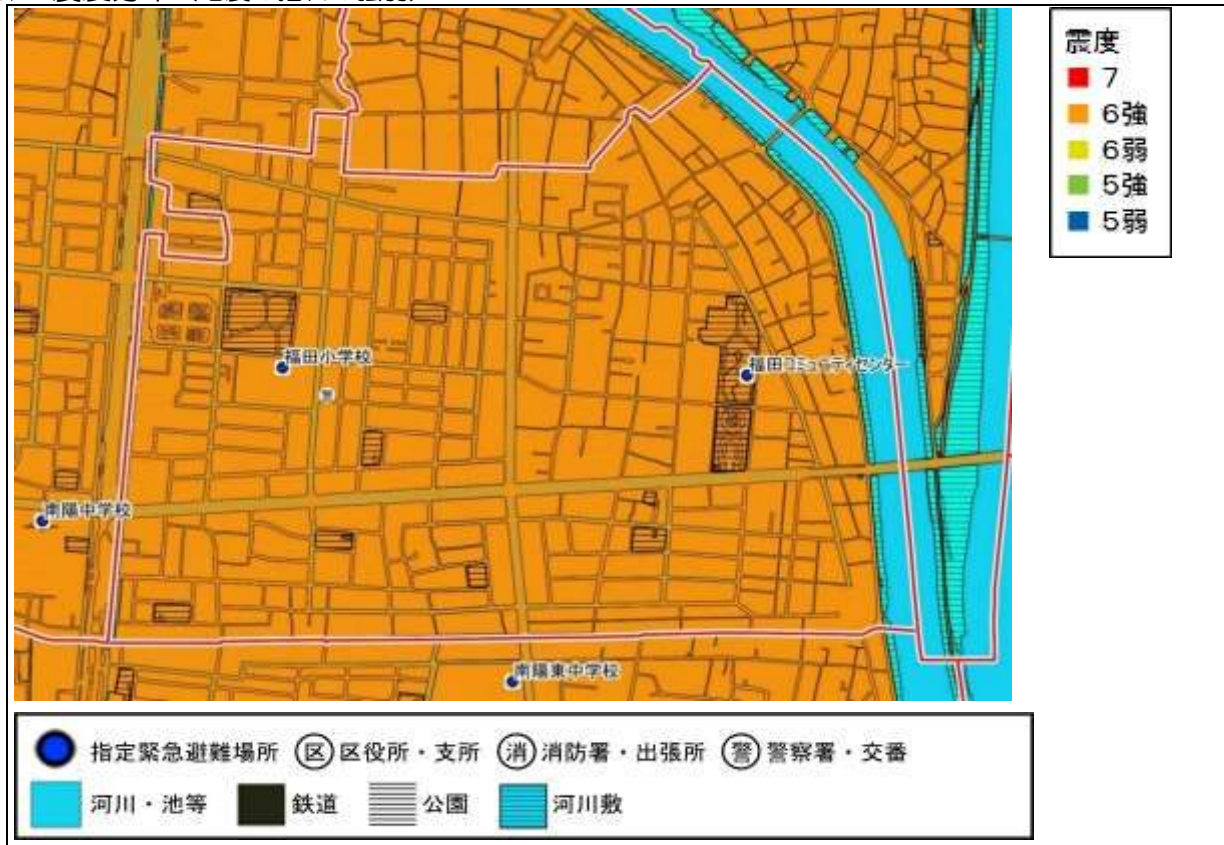 震度
7
6強
6弱
5強
5弱
福田小学校
福田コミュニティセンター
南陽中学校
南陽東中学校
指定緊急避難場所 区 区役所・支所 消 消防署・出張所 警 警察署・交番
河川・池等 鉄道 公園 河川敷